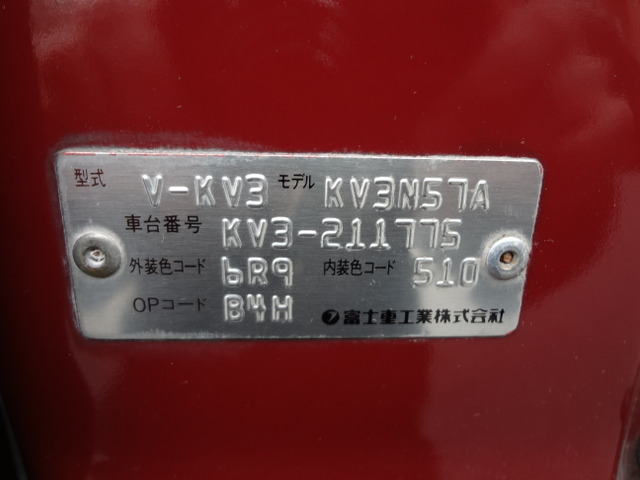 型式 V-KV3 モデル KV3N57A
車台番号 KV3-211775
外装色コード 6R9 内装色コード 510
OPコード B4H 富士重工業株式会社